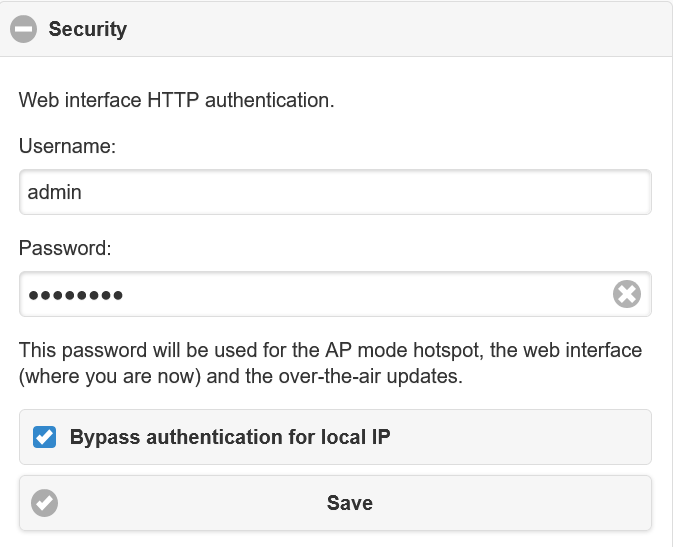 Security
Web interface HTTP authentication.
Username:
admin
Password:
••••••••
This password will be used for the AP mode hotspot, the web interface
(where you are now) and the over-the-air updates.
Bypass authentication for local IP
Save